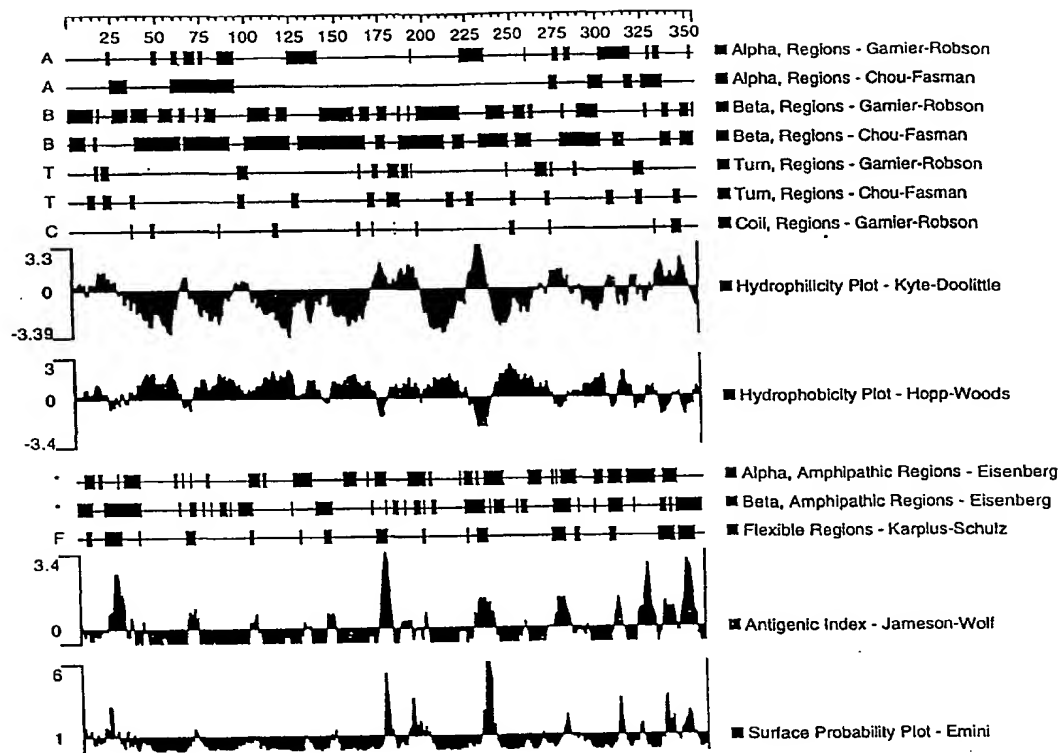 25 50 75 100 125 150 175 200 225 250 275 300 325 350
A Alpha, Regions - Garnier-Robson
A Alpha, Regions - Chou-Fasman
B Beta, Regions - Garnier-Robson
B Beta, Regions - Chou-Fasman
T Turn, Regions - Garnier-Robson
T Turn, Regions - Chou-Fasman
C Coil, Regions - Garnier-Robson
3.3
0
-3.39
Hydrophilicity Plot - Kyte-Doolittle
3
0
-3.4
Hydrophobicity Plot - Hopp-Woods
* Alpha, Amphipathic Regions - Eisenberg
* Beta, Amphipathic Regions - Eisenberg
F Flexible Regions - Karplus-Schulz
3.4
0
Antigenic Index - Jameson-Wolf
6
1
Surface Probability Plot - Emini